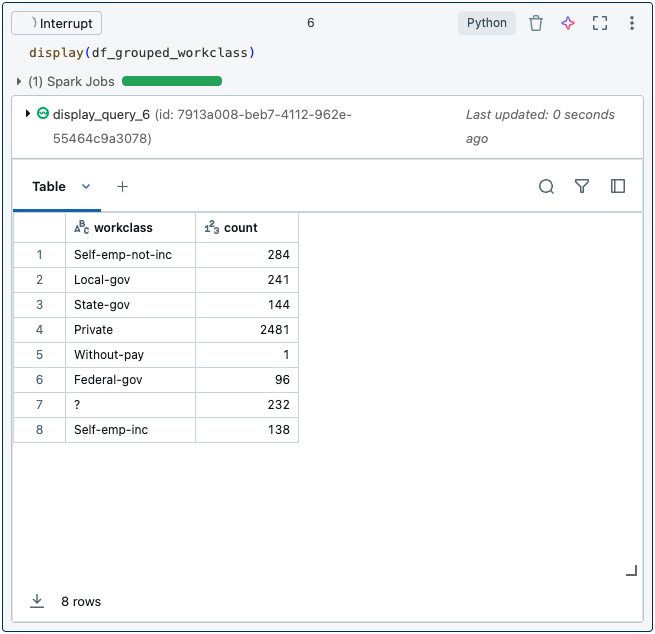 Interrupt 6 Python
display(df_grouped_workclass)
(1) Spark Jobs
display_query_6 (id: 7913a008-beb7-4112-962e-
55464c9a3078)
Last updated: 0 seconds
ago
Table +
ABC workclass 123 count
1 Self-emp-not-inc 284
2 Local-gov 241
3 State-gov 144
4 Private 2481
5 Without-pay 1
6 Federal-gov 96
7 ? 232
8 Self-emp-inc 138
8 rows